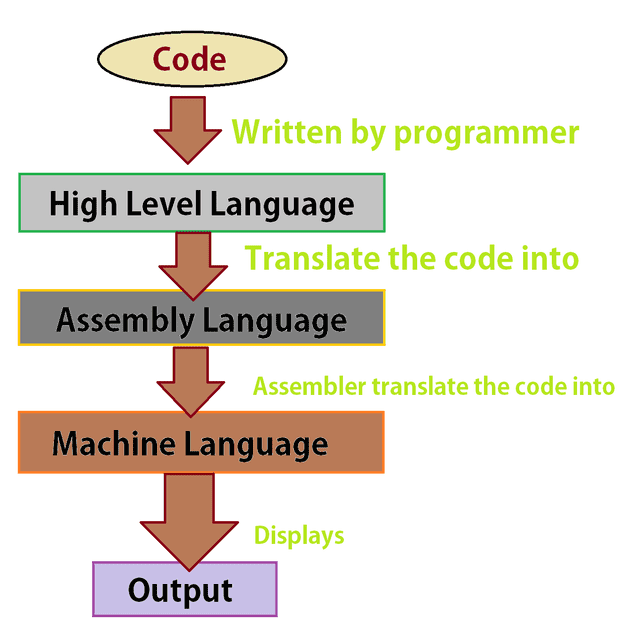 Code
Written by programmer
High Level Language
Translate the code into
Assembly Language
Assembler translate the code into
Machine Language
Displays
Output